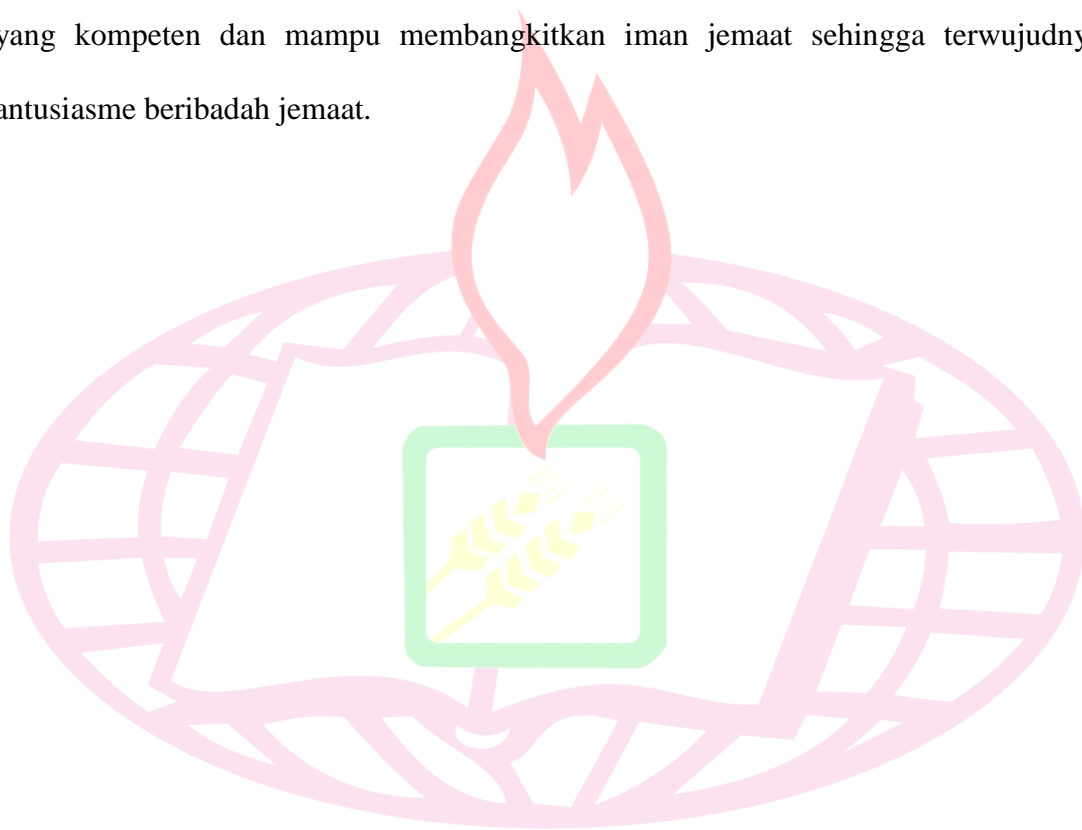 yang kompeten dan mampu membangkitkan iman jemaat sehingga terwujudny
antusiasme beribadah jemaat.